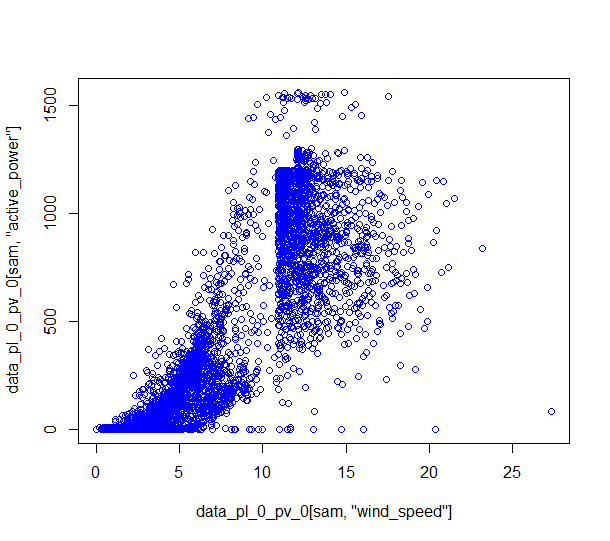 data_pl_0_pv_0[sam, "active_power"]
1500
1000
500
0
0 5 10 15 20 25
data_pl_0_pv_0[sam, "wind_speed"]